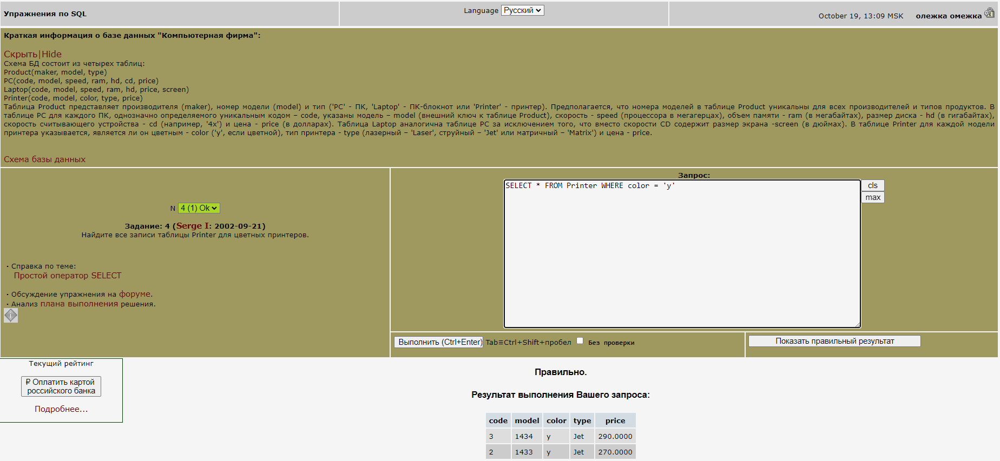 Упражнения по SQL
Language Русский
October 19, 13:09 MSK олежка омежка
Краткая информация о базе данных "Компьютерная фирма":
Скрыть|Hide
Схема БД состоит из четырех таблиц:
Product(maker, model, type)
PC(code, model, speed, ram, hd, cd, price)
Laptop(code, model, speed, ram, hd, price, screen)
Printer(code, model, color, type, price)
Таблица Product представляет производителя (maker), номер модели (model) и тип ('PC' - ПК, 'Laptop' - ПК-блокнот или 'Printer' - принтер). Предполагается, что номера моделей в таблице Product уникальны для всех производителей и типов продуктов. В
таблице PC для каждого ПК, однозначно определяемого уникальным кодом – code, указаны модель – model (внешний ключ к таблице Product), скорость - speed (процессора в мегагерцах), объем памяти - ram (в мегабайтах), размер диска - hd (в гигабайтах),
скорость считывающего устройства - cd (например, '4x') и цена - price (в долларах). Таблица Laptop аналогична таблице РС за исключением того, что вместо скорости CD содержит размер экрана -screen (в дюймах). В таблице Printer для каждой модели
принтера указывается, является ли он цветным - color ('y', если цветной), тип принтера - type (лазерный – 'Laser', струйный – 'Jet' или матричный – 'Matrix') и цена - price.
Схема базы данных
N 4 (1) Ok
Задание: 4 (Serge I: 2002-09-21)
Найдите все записи таблицы Printer для цветных принтеров.
· Справка по теме:
Простой оператор SELECT
· Обсуждение упражнения на форуме.
· Анализ плана выполнения решения.
Запрос:
SELECT * FROM Printer WHERE color = 'y'
cls
max
Выполнить (Ctrl+Enter) Tab≡Ctrl+Shift+пробел Без проверки
Показать правильный результат
Текущий рейтинг
₽ Оплатить картой
российского банка
Подробнее...
Правильно.
Результат выполнения Вашего запроса:
code model color type price
3 1434 y Jet 290.0000
2 1433 y Jet 270.0000